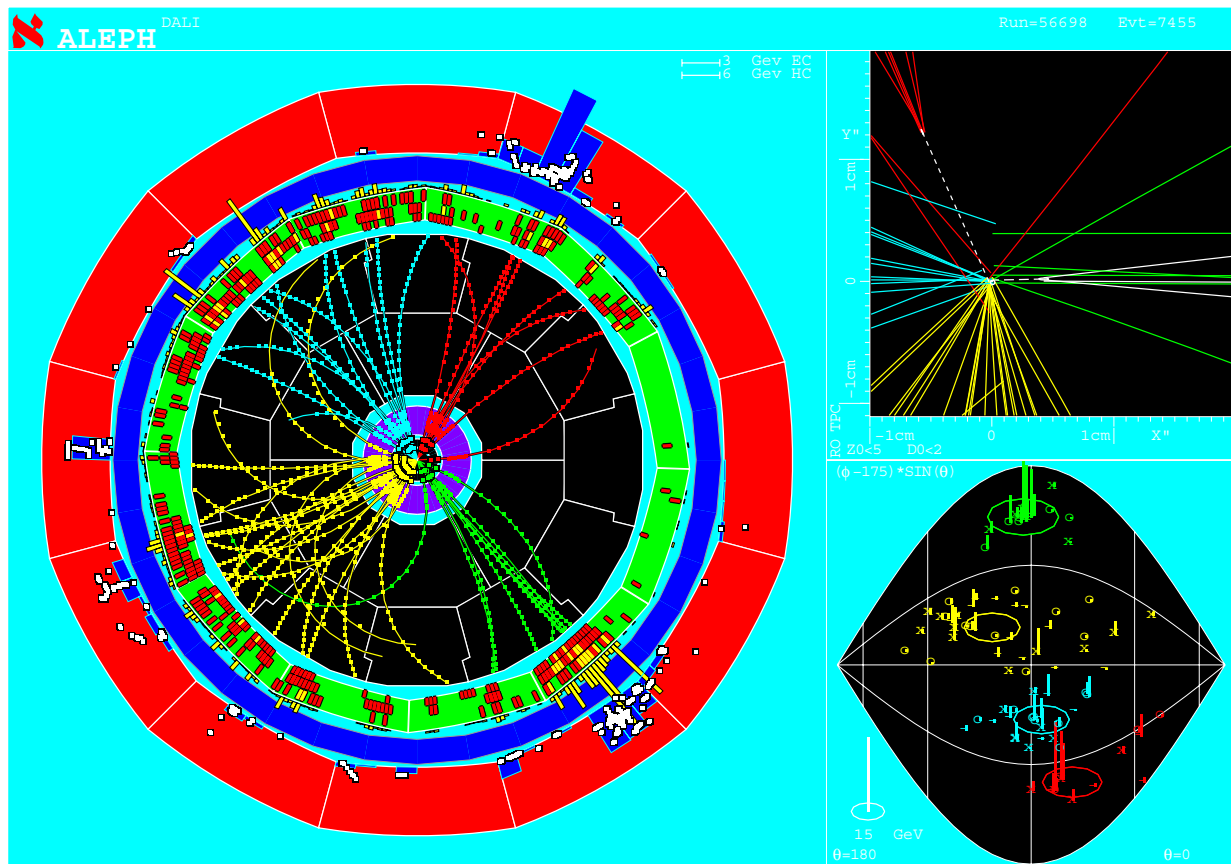 DALI
ALEPH
Run=56698 Evt=7455
3 Gev EC
6 Gev HC
Y"
1cm
0
-1cm
-1cm 0 1cm X"
RO TPC
Z0<5 D0<2
(ϕ-175)*SIN(θ)
15 GeV
θ=180 θ=0